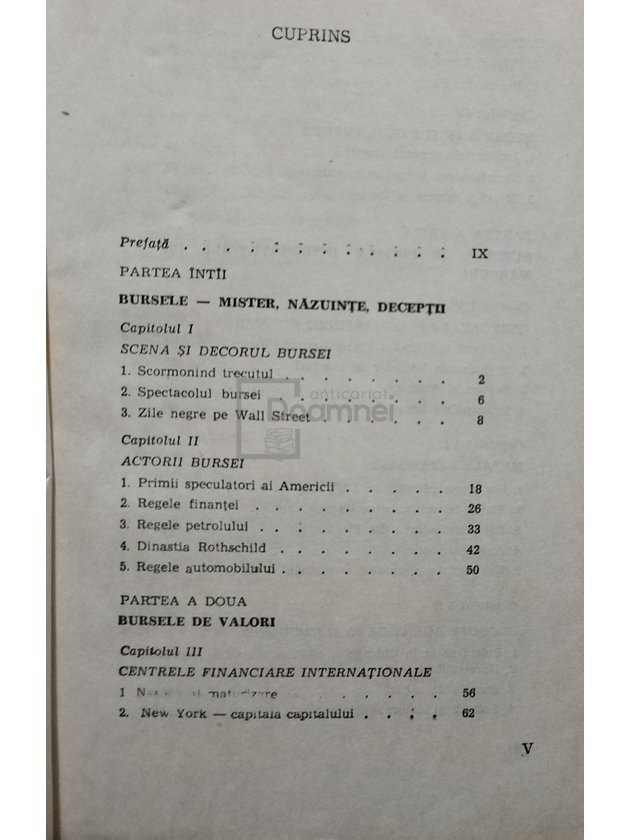 CUPRINS
Prefață . . . . . . . . . . . . . IX
PARTEA ÎNTÎI
BURSELE — MISTER, NĂZUINȚE, DECEPȚII
Capitolul I
SCENA ȘI DECORUL BURSEI
1. Scormonind trecutul . . . . . . . . 2
2. Spectacolul bursei . . . . . . . . 6
3. Zile negre pe Wall Street . . . . . . 8
anticariat
Doamnei
Capitolul II
ACTORII BURSEI
1. Primii speculatori ai Americii . . . . . 18
2. Regele finanței . . . . . . . . 26
3. Regele petrolului . . . . . . . . 33
4. Dinastia Rothschild . . . . . . . 42
5. Regele automobilului . . . . . . . 50
PARTEA A DOUA
BURSELE DE VALORI
Capitolul III
CENTRELE FINANCIARE INTERNAȚIONALE
1 maturizare . . . . . 56
2. New York — capitala capitalului . . . . 62
V